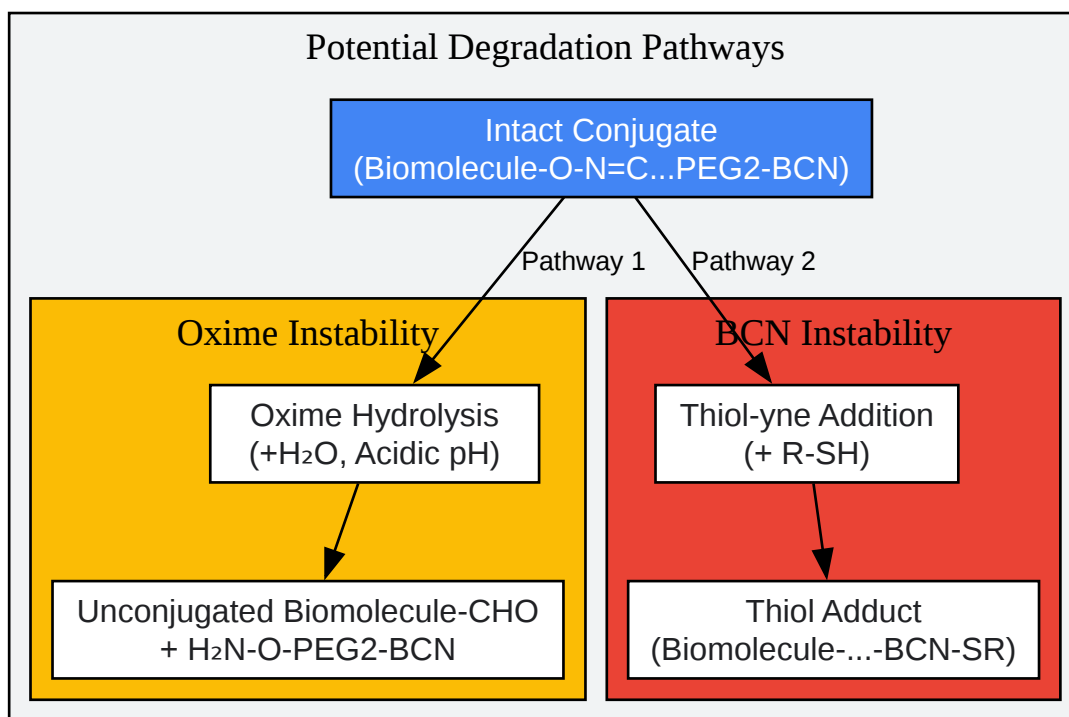 Potential Degradation Pathways
Intact Conjugate
(Biomolecule-O-N=C...PEG2-BCN)
Pathway 1
Pathway 2
Oxime Instability
BCN Instability
Oxime Hydrolysis
(+H₂O, Acidic pH)
Thiol-yne Addition
(+ R-SH)
Unconjugated Biomolecule-CHO
+ H₂N-O-PEG2-BCN
Thiol Adduct
(Biomolecule-...-BCN-SR)